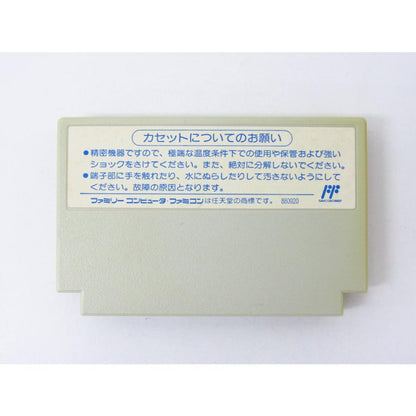 カセットについてのお願い
●精密機器ですので、極端な温度条件下での使用や保管および強い
ショックをさけてください。また、絶対に分解しないでください。
●端子部に手を触れたり、水にぬらしたりして汚さないようにして
ください。故障の原因となります。
ファミリーコンピュータ・ファミコンは任天堂の商標です。 880920